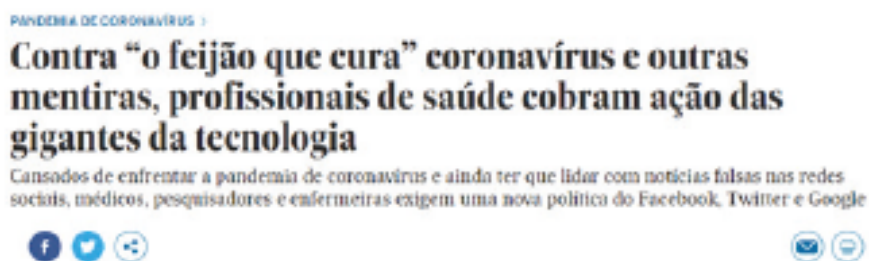 PANDEMIA DE CORONAVÍRUS ›
Contra “o feijão que cura” coronavírus e outras
mentiras, profissionais de saúde cobram ação das
gigantes da tecnologia
Cansados de enfrentar a pandemia de coronavírus e ainda ter que lidar com notícias falsas nas redes
sociais, médicos, pesquisadores e enfermeiras exigem uma nova política do Facebook, Twitter e Google